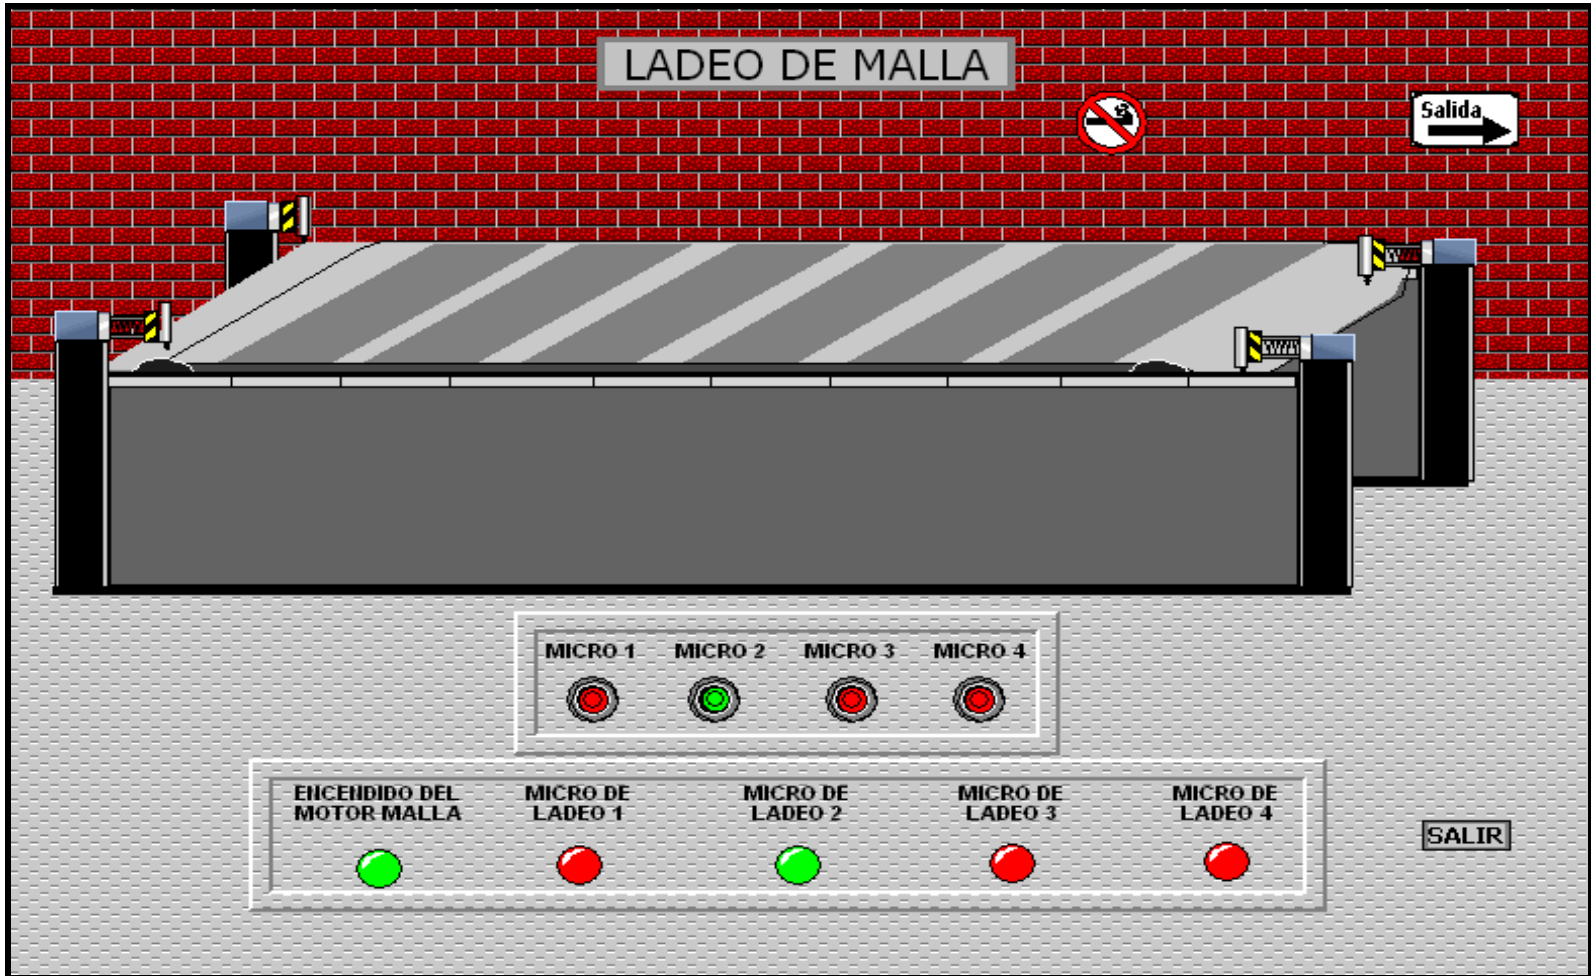 LADEO DE MALLA
Salida
MICRO 1 MICRO 2 MICRO 3 MICRO 4
ENCENDIDO DEL MOTOR MALLA
MICRO DE LADEO 1
MICRO DE LADEO 2
MICRO DE LADEO 3
MICRO DE LADEO 4
SALIR